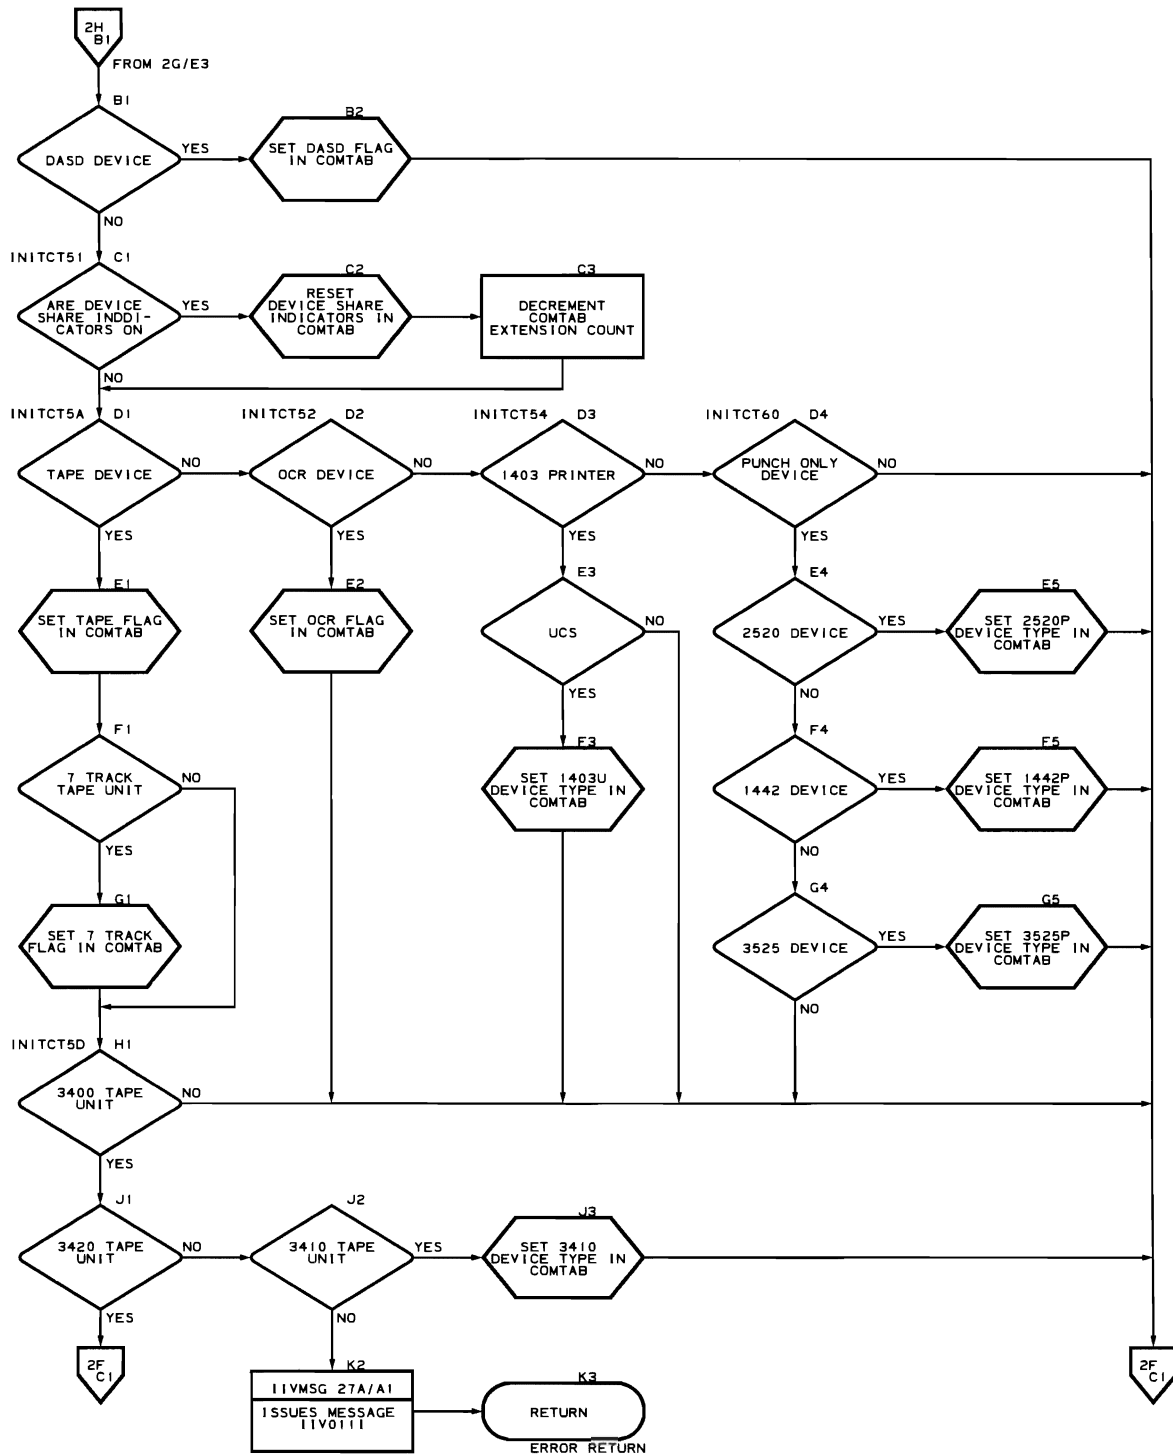 2H
B1
FROM 2G/E3
B1
DASD DEVICE
YES
NO
B2
SET DASD FLAG
IN COMTAB
INITCT51
C1
ARE DEVICE
SHARE INDDI-
CATORS ON
YES
NO
C2
RESET
DEVICE SHARE
INDICATORS IN
COMTAB
C3
DECREMENT
COMTAB
EXTENSION COUNT
INITCT5A
D1
TAPE DEVICE
NO
YES
INITCT52
D2
OCR DEVICE
NO
YES
INITCT54
D3
1403 PRINTER
NO
YES
INITCT60
D4
PUNCH ONLY
DEVICE
NO
YES
E1
SET TAPE FLAG
IN COMTAB
E2
SET OCR FLAG
IN COMTAB
E3
UCS
NO
YES
E4
2520 DEVICE
YES
NO
E5
SET 2520P
DEVICE TYPE IN
COMTAB
F1
7 TRACK
TAPE UNIT
NO
YES
F3
SET 1403U
DEVICE TYPE IN
COMTAB
F4
1442 DEVICE
YES
NO
F5
SET 1442P
DEVICE TYPE IN
COMTAB
G1
SET 7 TRACK
FLAG IN COMTAB
G4
3525 DEVICE
YES
NO
G5
SET 3525P
DEVICE TYPE IN
COMTAB
INITCT5D
H1
3400 TAPE
UNIT
NO
YES
J1
3420 TAPE
UNIT
NO
YES
J2
3410 TAPE
UNIT
YES
NO
J3
SET 3410
DEVICE TYPE IN
COMTAB
2F
C1
K2
IIVMSG 27A/A1
ISSUES MESSAGE
IIV011I
K3
RETURN
ERROR RETURN
2F
C1